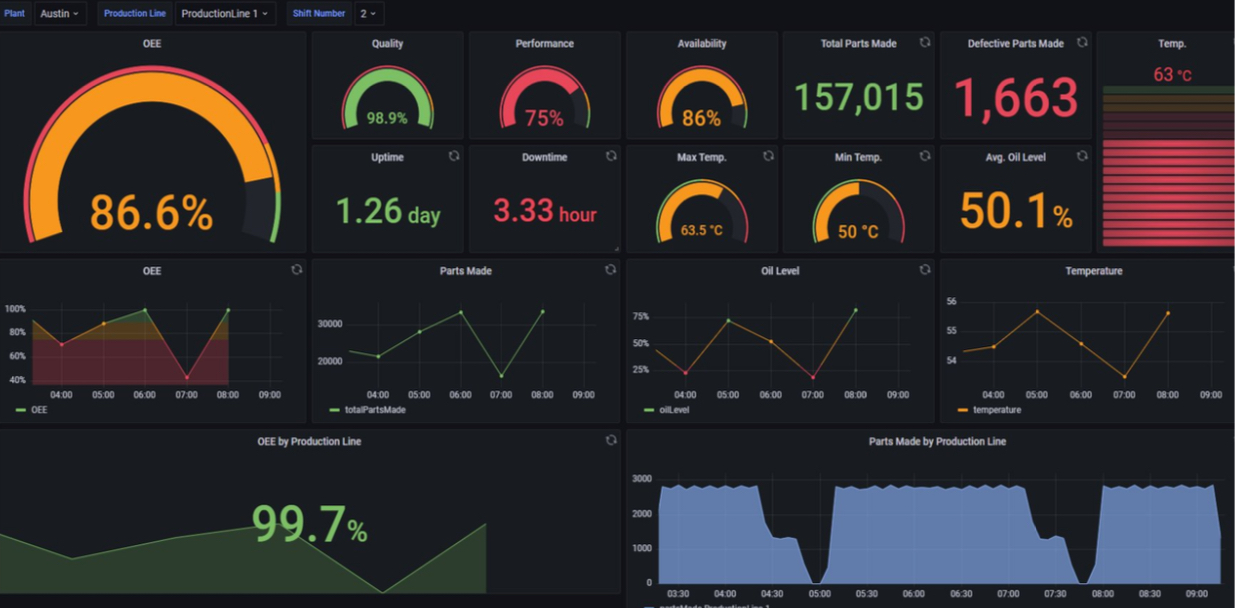 Plant Austin Production Line ProductionLine 1 Shift Number 2
OEE
86.6%
Quality
98.9%
Performance
75%
Availability
86%
Total Parts Made
157,015
Defective Parts Made
1,663
Temp.
63 °C
Uptime
1.26 day
Downtime
3.33 hour
Max Temp.
63.5 °C
Min Temp.
50 °C
Avg. Oil Level
50.1%
OEE
100%
80%
60%
40%
04:00 05:00 06:00 07:00 08:00 09:00
OEE
Parts Made
30000
20000
04:00 05:00 06:00 07:00 08:00 09:00
totalPartsMade
Oil Level
75%
50%
25%
04:00 05:00 06:00 07:00 08:00 09:00
oilLevel
Temperature
56
55
54
04:00 05:00 06:00 07:00 08:00 09:00
temperature
OEE by Production Line
99.7%
Parts Made by Production Line
3000
2000
1000
0
03:30 04:00 04:30 05:00 05:30 06:00 06:30 07:00 07:30 08:00 08:30 09:00